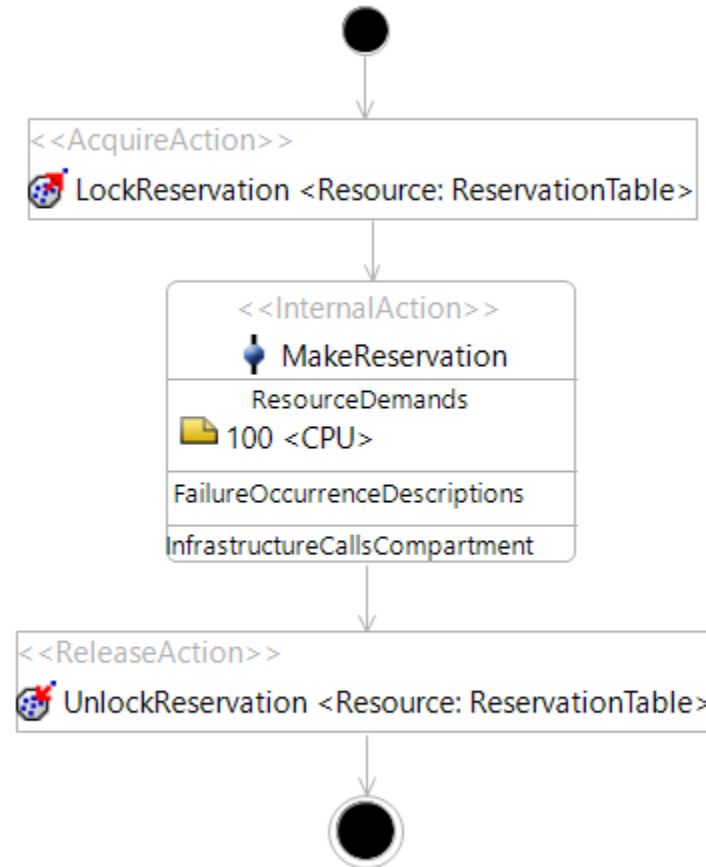 <<AcquireAction>>
LockReservation <Resource: ReservationTable>
<<InternalAction>>
MakeReservation
ResourceDemands
100 <CPU>
FailureOccurrenceDescriptions
InfrastructureCallsCompartment
<<ReleaseAction>>
UnlockReservation <Resource: ReservationTable>